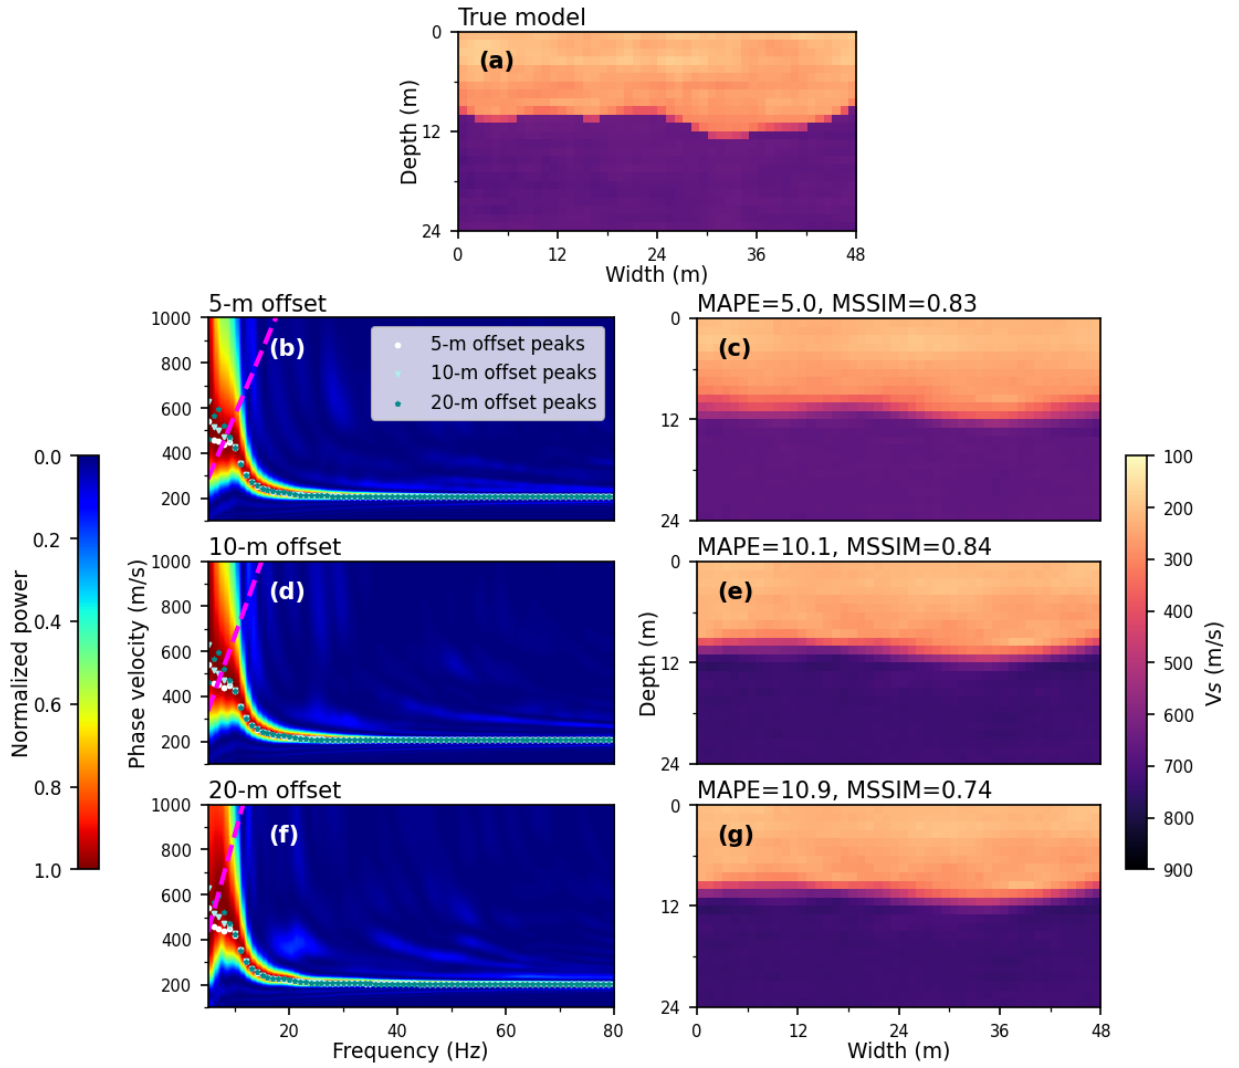 True model
(a)
0
12
24
Depth (m)
0
12
24
36
48
Width (m)
5-m offset
(b)
5-m offset peaks
10-m offset peaks
20-m offset peaks
1000
800
600
400
200
MAPE=5.0, MSSIM=0.83
(c)
0
12
24
10-m offset
(d)
1000
800
600
400
200
Phase velocity (m/s)
MAPE=10.1, MSSIM=0.84
(e)
0
12
24
Depth (m)
20-m offset
(f)
1000
800
600
400
200
20
40
60
80
Frequency (Hz)
MAPE=10.9, MSSIM=0.74
(g)
0
12
24
0
12
24
36
48
Width (m)
Normalized power
0.0
0.2
0.4
0.6
0.8
1.0
100
200
300
400
500
600
700
800
900
Vs (m/s)